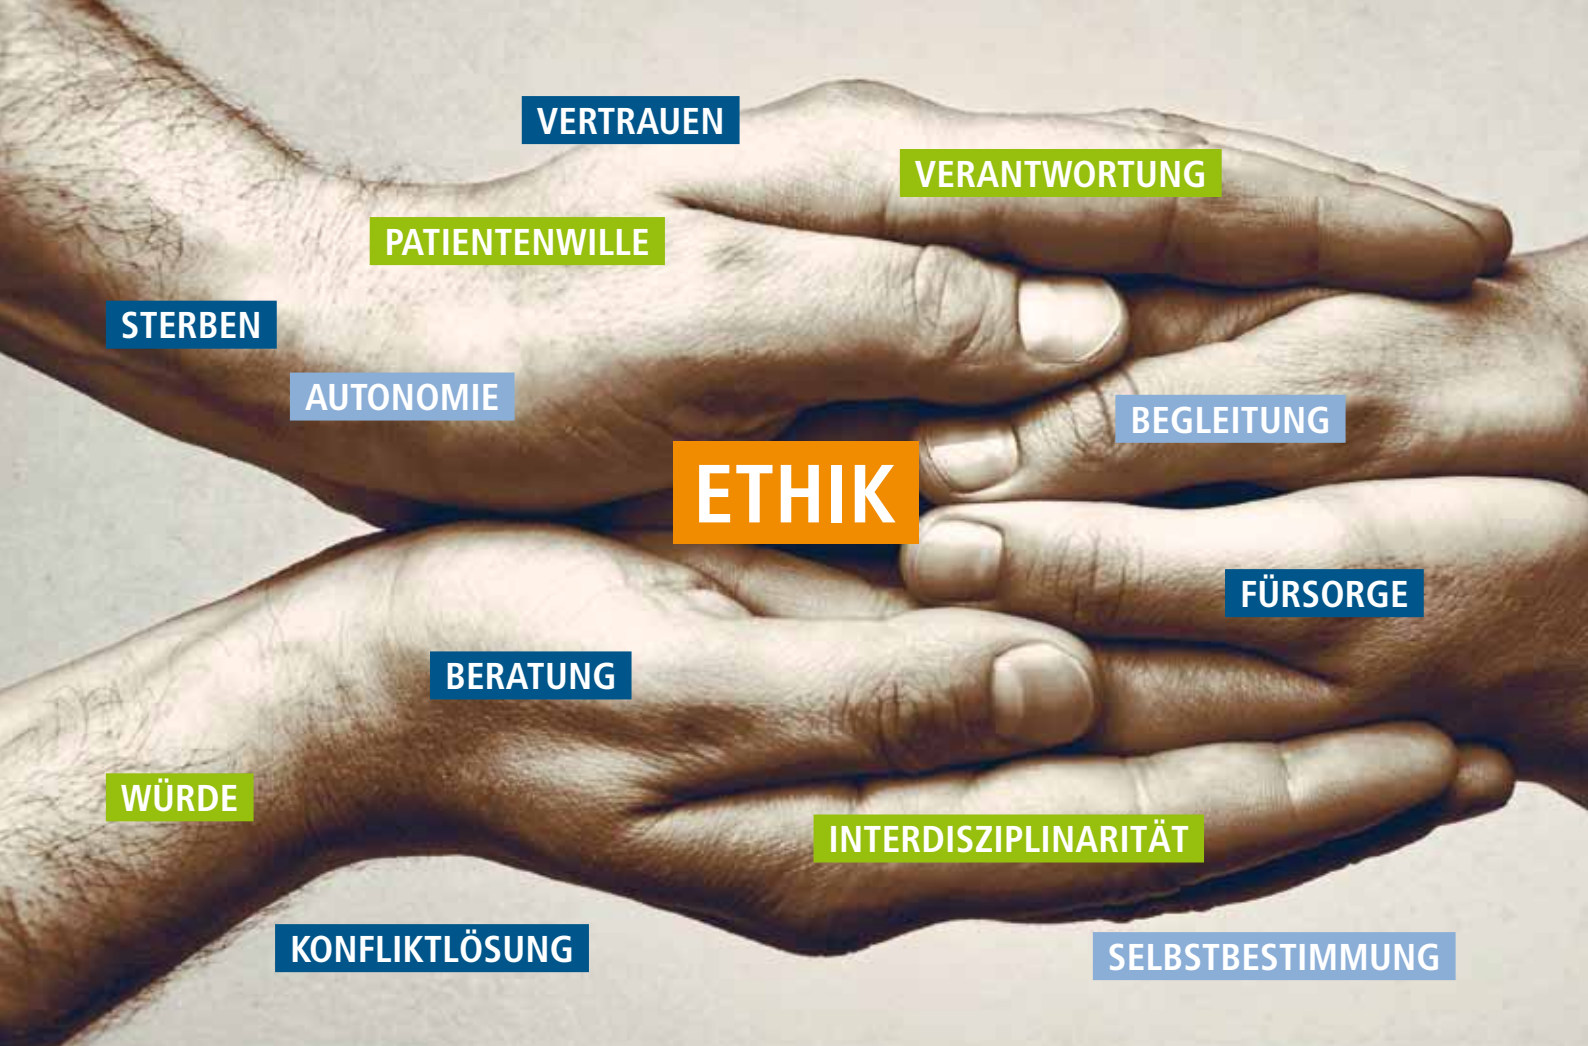 VERTRAUEN
VERANTWORTUNG
PATIENTENWILLE
STERBEN
AUTONOMIE
BEGLEITUNG
ETHIK
FÜRSORGE
BERATUNG
WÜRDE
INTERDISZIPLINARITÄT
KONFLIKTLÖSUNG
SELBSTBESTIMMUNG